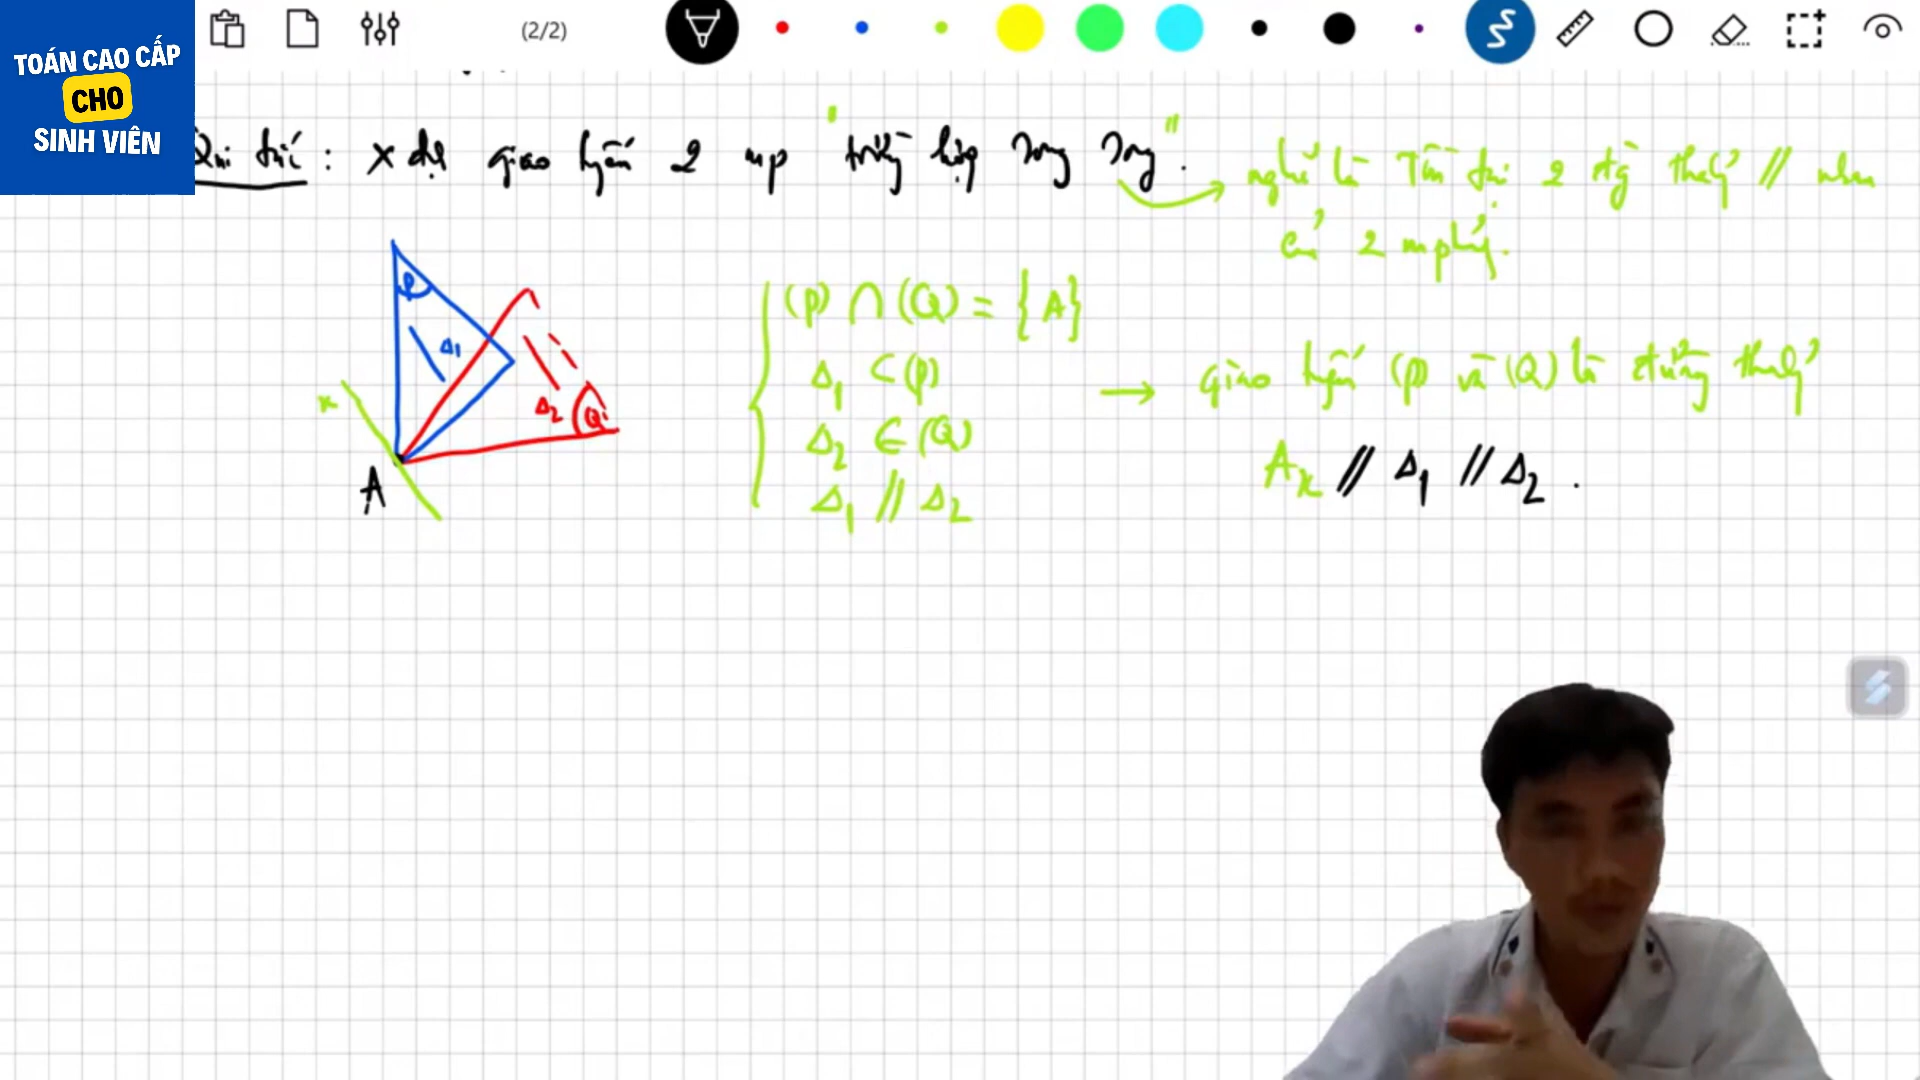 TOÁN CAO CẤP
CHO
SINH VIÊN
(2/2)
Qui tắc : Xđ giao tuyến 2 mp "trường hợp song song".
nghĩa là Tồn tại 2 đg thẳng // nhau
của 2 mphẳng.
P
Δ1
Δ2
Q
x
A
(P) ∩ (Q) = {A}
Δ1 ⊂ (P)
Δ2 ∈ (Q)
Δ1 // Δ2
→ giao tuyến (P) và (Q) là đường thẳng
Ax // Δ1 // Δ2 .